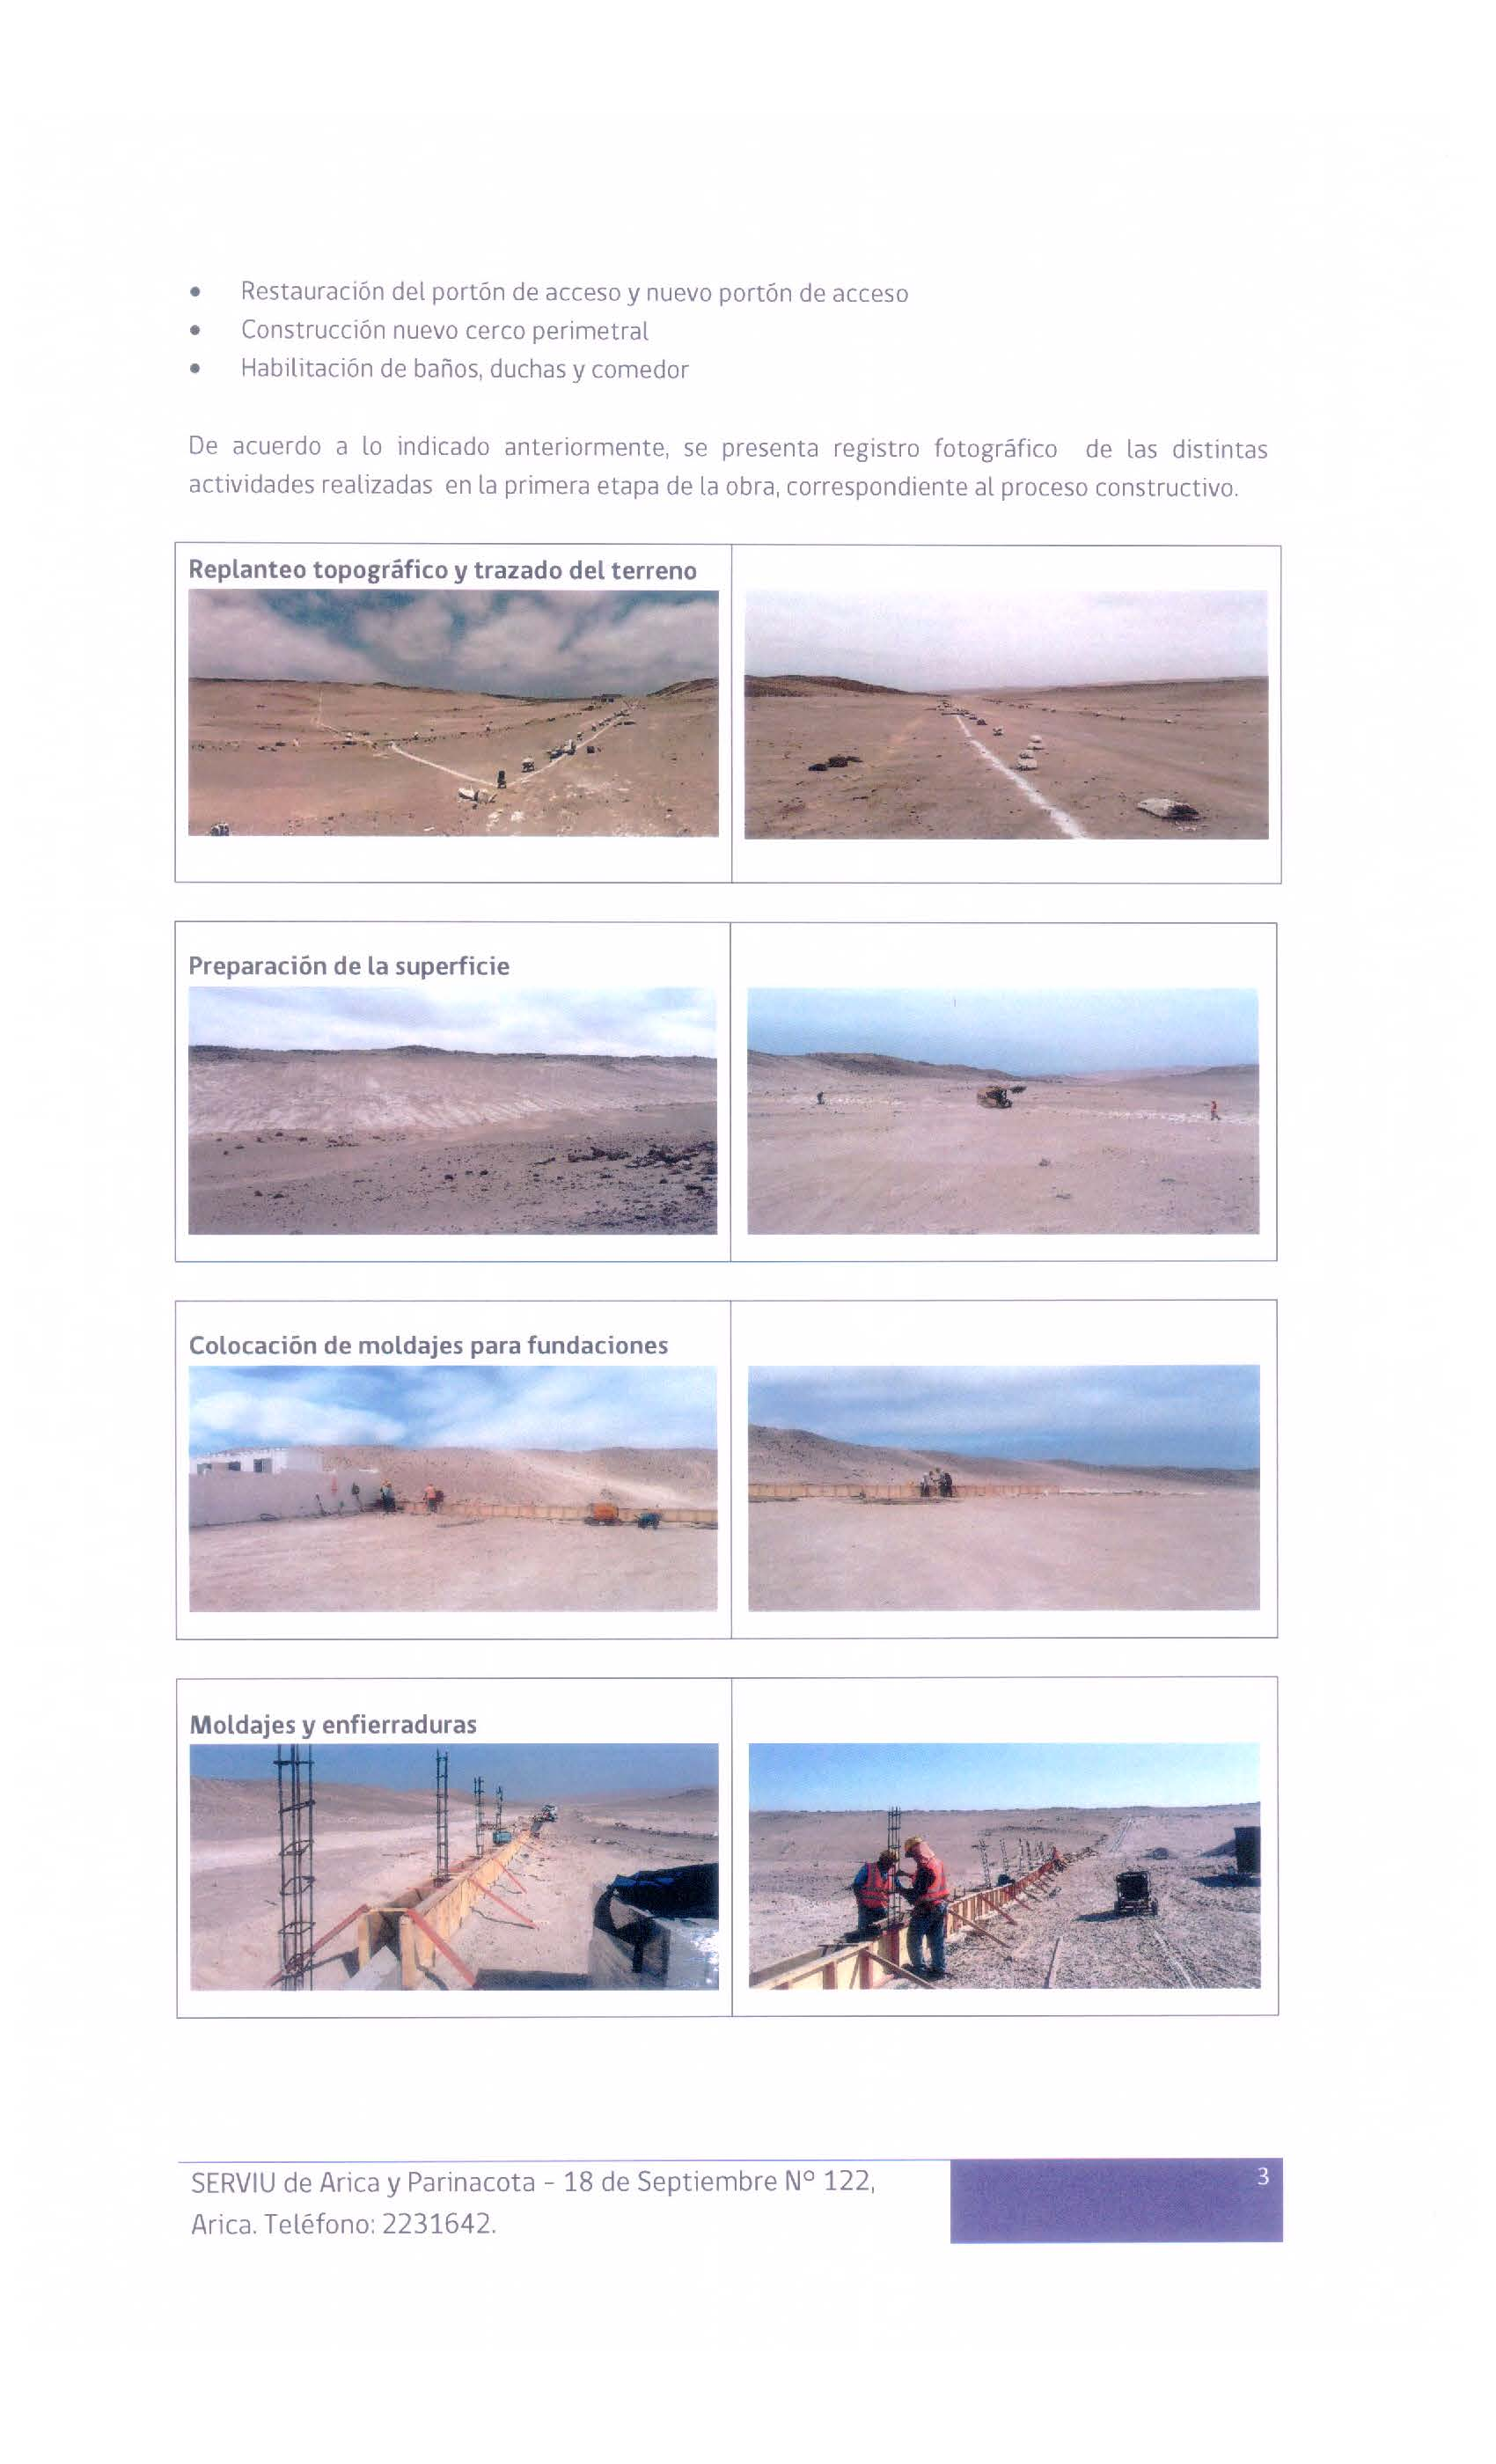 • Restauración del portón de acceso y nuevo portón de acceso
• Construcción nuevo cerco perimetral
• Habilitación de baños, duchas y comedor
De acuerdo a lo indicado anteriormente, se presenta registro fotográfico de las distintas
actividades realizadas en la primera etapa de la obra, correspondiente al proceso constructivo.
Replanteo topográfico y trazado del terreno
Preparación de la superficie
Colocación de moldajes para fundaciones
Moldajes y enfierraduras
SERVIU de Arica y Parinacota – 18 de Septiembre Nº 122,
Arica. Teléfono: 2231642.
3